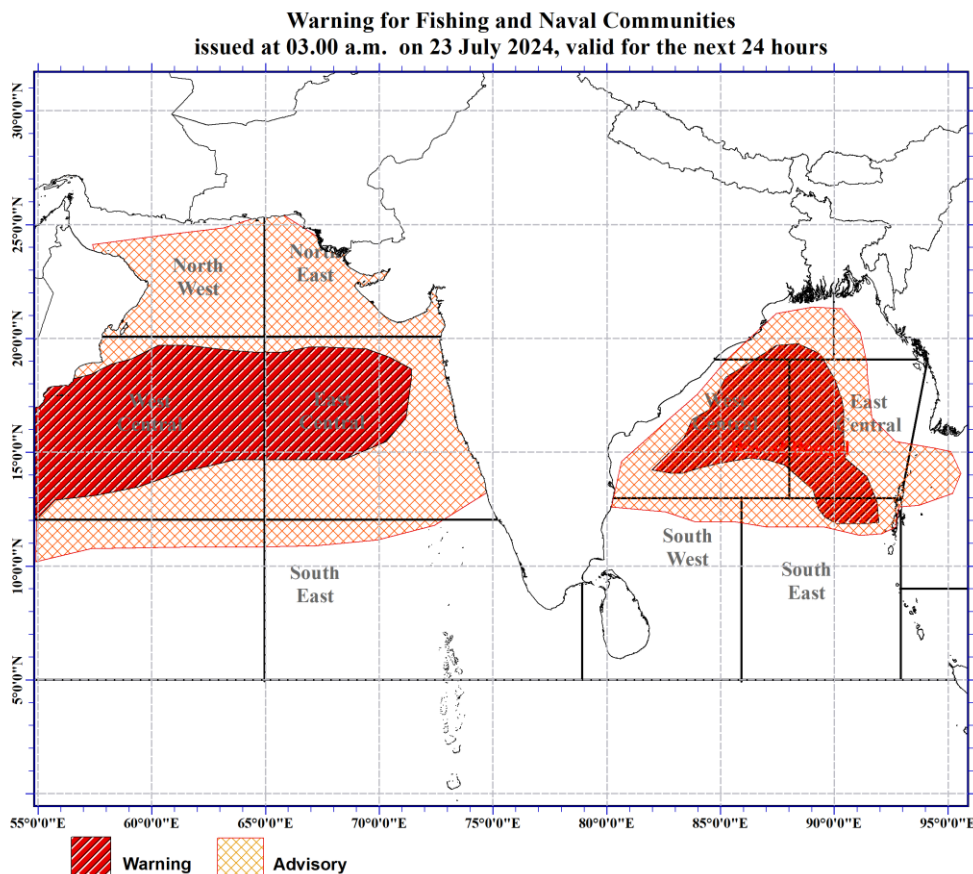 Warning for Fishing and Naval Communities
issued at 03.00 a.m.  on 23 July 2024, valid for the next 24 hours
30°0'0"N
25°0'0"N
20°0'0"N
15°0'0"N
10°0'0"N
5°0'0"N
North
West
North
East
West
Central
East
Central
South
East
West
Central
East
Central
South
West
South
East
55°0'0"E
60°0'0"E
65°0'0"E
70°0'0"E
75°0'0"E
80°0'0"E
85°0'0"E
90°0'0"E
95°0'0"E
Warning
Advisory